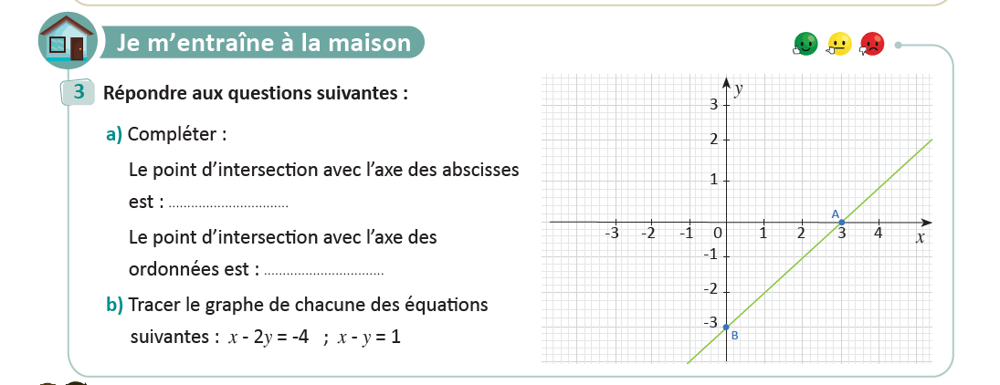 Je m’entraîne à la maison
3 Répondre aux questions suivantes :
a) Compléter :
Le point d’intersection avec l’axe des abscisses
est : ................................
Le point d’intersection avec l’axe des
ordonnées est : ................................
b) Tracer le graphe de chacune des équations
suivantes : x - 2y = -4 ; x - y = 1
y
3
2
1
A
-3 -2 -1 0 1 2 3 4 x
-1
-2
-3
B